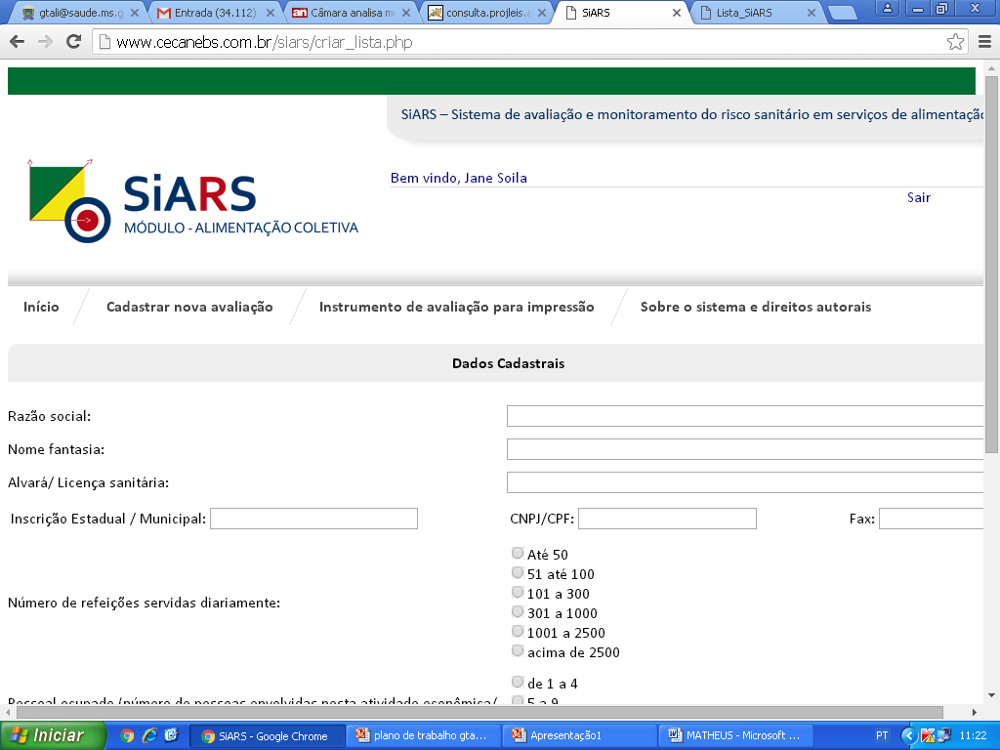 gtali@saude.ms.g
Entrada (34.112)
Câmara analisa m
consulta.projleis.a
SiARS
Lista_SiARS
www.cecanebs.com.br/siars/criar_lista.php
SiARS – Sistema de avaliação e monitoramento do risco sanitário em serviços de alimentação
Bem vindo, Jane Soila
Sair
SiARS
MÓDULO - ALIMENTAÇÃO COLETIVA
Início
Cadastrar nova avaliação
Instrumento de avaliação para impressão
Sobre o sistema e direitos autorais
Dados Cadastrais
Razão social:
Nome fantasia:
Alvará/ Licença sanitária:
Inscrição Estadual / Municipal:
CNPJ/CPF:
Fax:
Número de refeições servidas diariamente:
Até 50
51 até 100
101 a 300
301 a 1000
1001 a 2500
acima de 2500
de 1 a 4
Pessoal ocupado (número de pessoas envolvidas nesta atividade econômica/
5 a 9
Iniciar
SiARS - Google Chrome
plano de trabalho gta...
Apresentação1
MATHEUS - Microsoft ...
PT
11:22